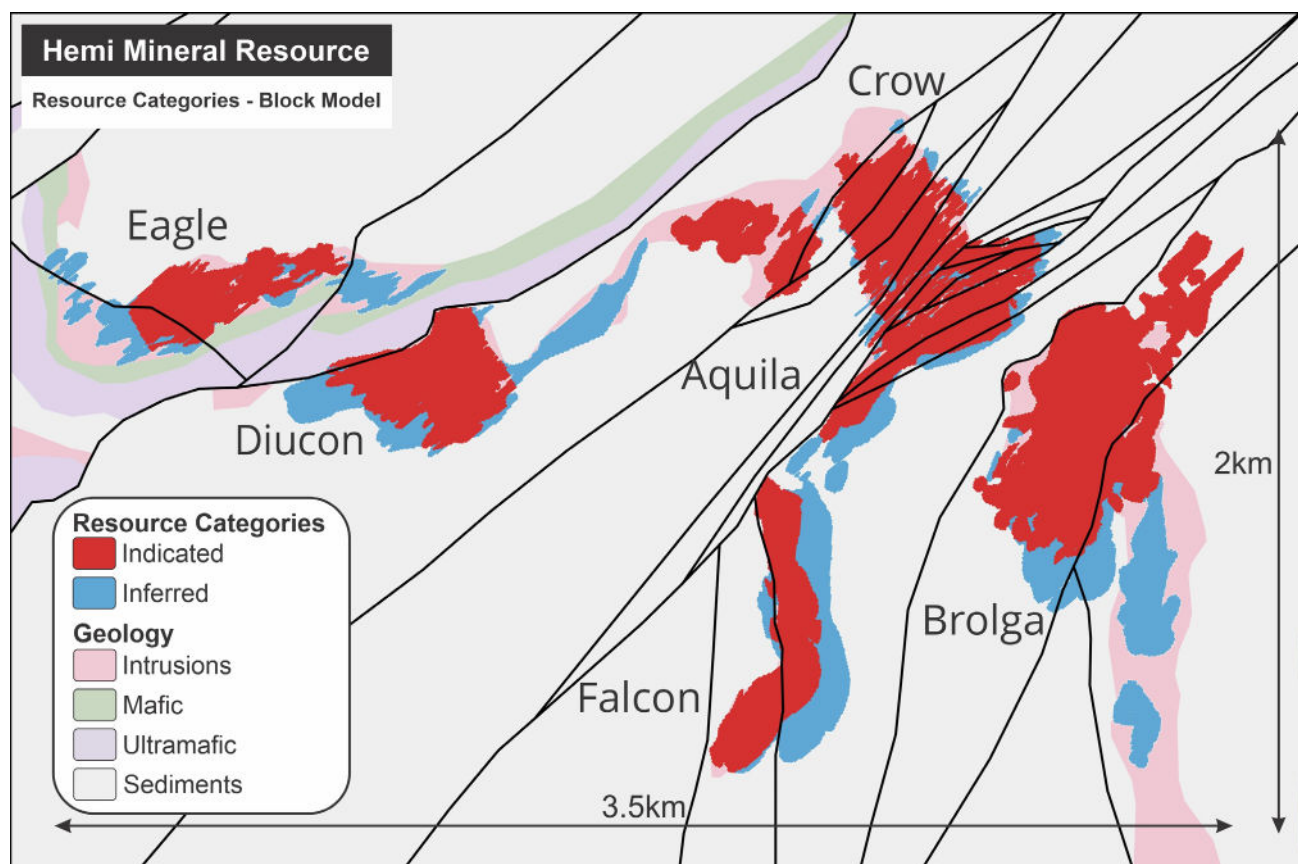 Hemi Mineral Resource
Resource Categories - Block Model
Crow
Eagle
Aquila
Diucon
2km
Brolga
Falcon
3.5km
Resource Categories
Indicated
Inferred
Geology
Intrusions
Mafic
Ultramafic
Sediments